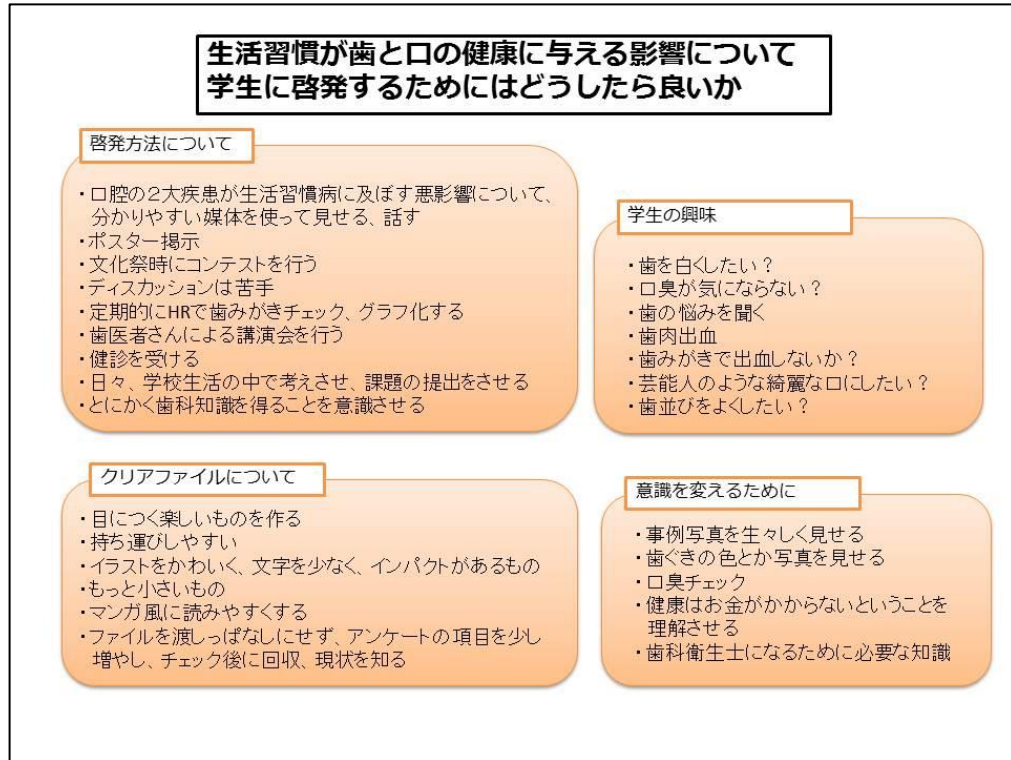 生活習慣が歯と口の健康に与える影響について
学生に啓発するためにはどうしたら良いか
啓発方法について
・口腔の２大疾患が生活習慣病に及ぼす悪影響について、
分かりやすい媒体を使って見せる、話す
・ポスター掲示
・文化祭時にコンテストを行う
・ディスカッションは苦手
・定期的にHRで歯みがきチェック、グラフ化する
・歯医者さんによる講演会を行う
・健診を受ける
・日々、学校生活の中で考えさせ、課題の提出をさせる
・とにかく歯科知識を得ることを意識させる
学生の興味
・歯を白くしたい？
・口臭が気にならない？
・歯の悩みを聞く
・歯肉出血
・歯みがきで出血しないか？
・芸能人のような綺麗な口にしたい？
・歯並びをよくしたい？
クリアファイルについて
・目につく楽しいものを作る
・持ち運びしやすい
・イラストをかわいく、文字を少なく、インパクトがあるもの
・もっと小さいもの
・マンガ風に読みやすくする
・ファイルを渡しっぱなしにせず、アンケートの項目を少し
増やし、チェック後に回収、現状を知る
意識を変えるために
・事例写真を生々しく見せる
・歯ぐきの色とか写真を見せる
・口臭チェック
・健康はお金がかからないということを
理解させる
・歯科衛生士になるために必要な知識